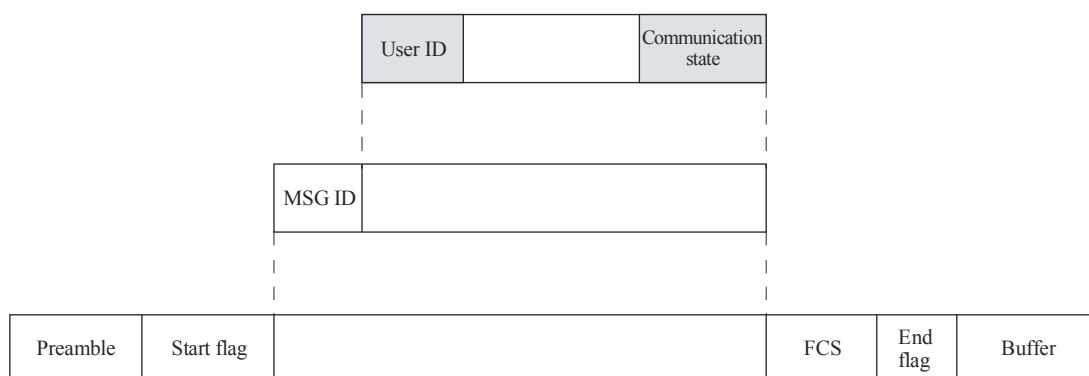 User ID
Communication
state
MSG ID
Preamble
Start flag
FCS
End
flag
Buffer